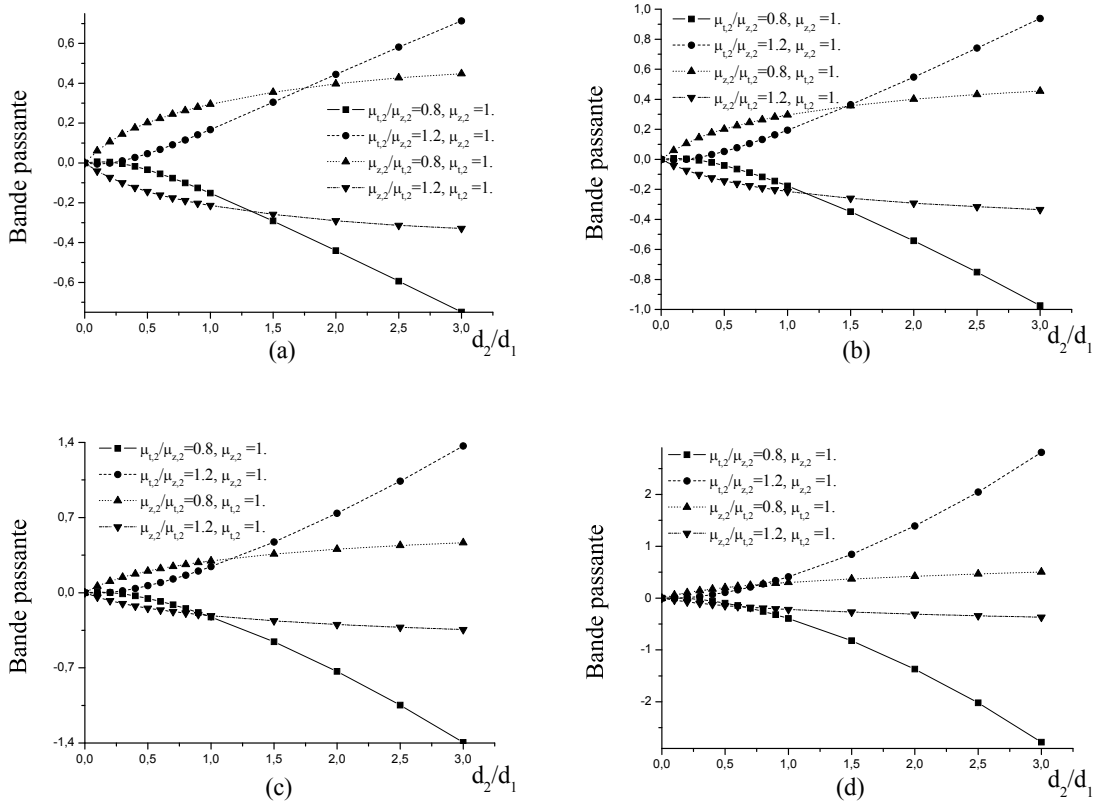 Bande passante
0,6
0,4
0,2
0,0
-0,2
-0,4
-0,6
μt,2/μz,2=0.8, μz,2=1.
μt,2/μz,2=1.2, μz,2=1.
μz,2/μt,2=0.8, μt,2=1.
μz,2/μt,2=1.2, μt,2=1.
0,0 0,5 1,0 1,5 2,0 2,5 3,0
d2/d1
(a)
Bande passante
1,0
0,8
0,6
0,4
0,2
0,0
-0,2
-0,4
-0,6
-0,8
-1,0
μt,2/μz,2=0.8, μz,2=1.
μt,2/μz,2=1.2, μz,2=1.
μz,2/μt,2=0.8, μt,2=1.
μz,2/μt,2=1.2, μt,2=1.
0,0 0,5 1,0 1,5 2,0 2,5 3,0
d2/d1
(b)
Bande passante
1,4
0,7
0,0
-0,7
-1,4
μt,2/μz,2=0.8, μz,2=1.
μt,2/μz,2=1.2, μz,2=1.
μz,2/μt,2=0.8, μt,2=1.
μz,2/μt,2=1.2, μt,2=1.
0,0 0,5 1,0 1,5 2,0 2,5 3,0
d2/d1
(c)
Bande passante
2
1
0
-1
-2
μt,2/μz,2=0.8, μz,2=1.
μt,2/μz,2=1.2, μz,2=1.
μz,2/μt,2=0.8, μt,2=1.
μz,2/μt,2=1.2, μt,2=1.
0,0 0,5 1,0 1,5 2,0 2,5 3,0
d2/d1
(d)